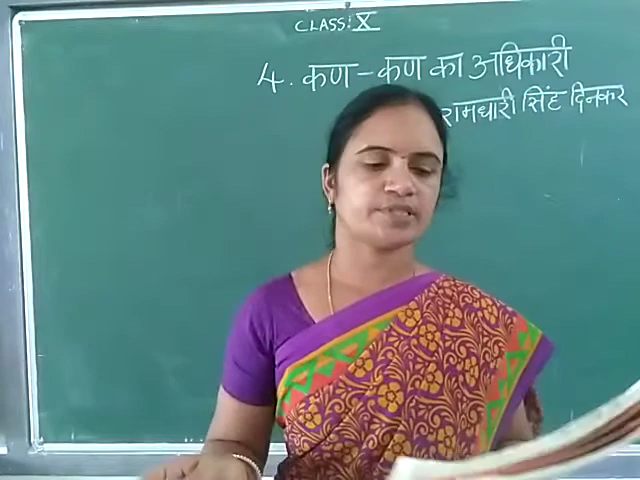 CLASS: X
4. कण - कण का अधिकारी
रामधारी सिंह दिनकर